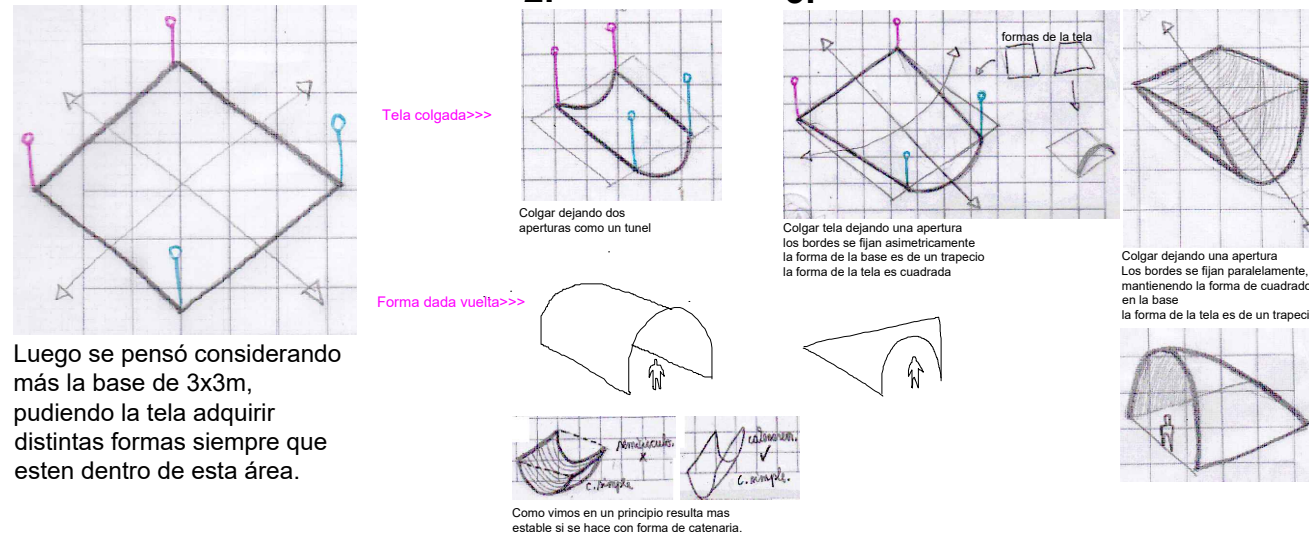 Luego se pensó considerando
más la base de 3x3m,
pudiendo la tela adquirir
distintas formas siempre que
esten dentro de esta área.
Tela colgada>>>
Colgar dejando dos
aperturas como un tunel
Forma dada vuelta>>>
semicirculo.
x
c. simple
catenaria.
✓
c. simple.
Como vimos en un principio resulta mas
estable si se hace con forma de catenaria.
formas de la tela
Colgar tela dejando una apertura
los bordes se fijan asimetricamente
la forma de la base es de un trapecio
la forma de la tela es cuadrada
Colgar dejando una apertura
Los bordes se fijan paralelamente,
manteniendo la forma de cuadrado
en la base
la forma de la tela es de un trapeci